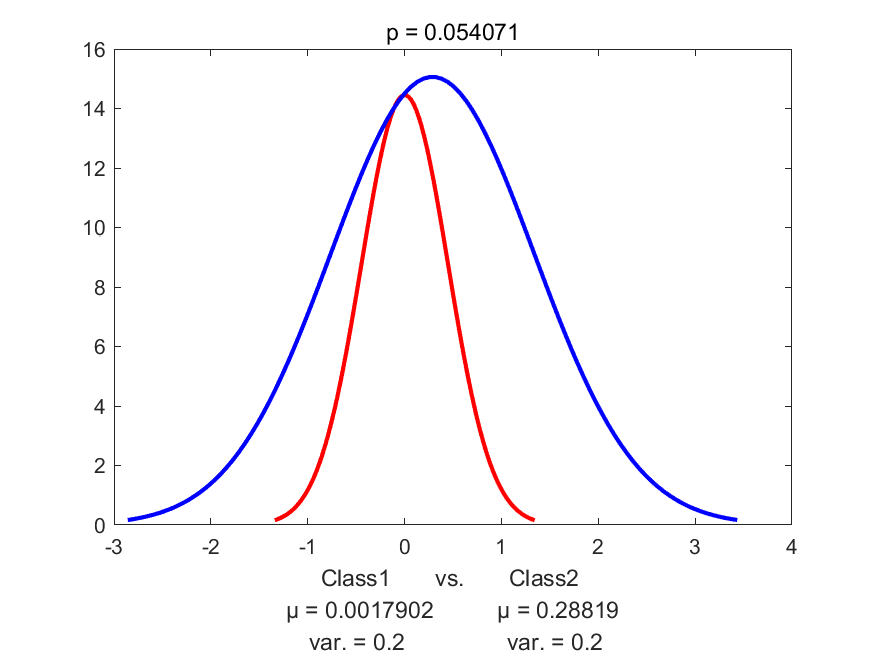 p = 0.054071
16
14
12
10
8
6
4
2
0
-3 -2 -1 0 1 2 3 4
Class1 vs. Class2
μ = 0.0017902 μ = 0.28819
var. = 0.2 var. = 0.2